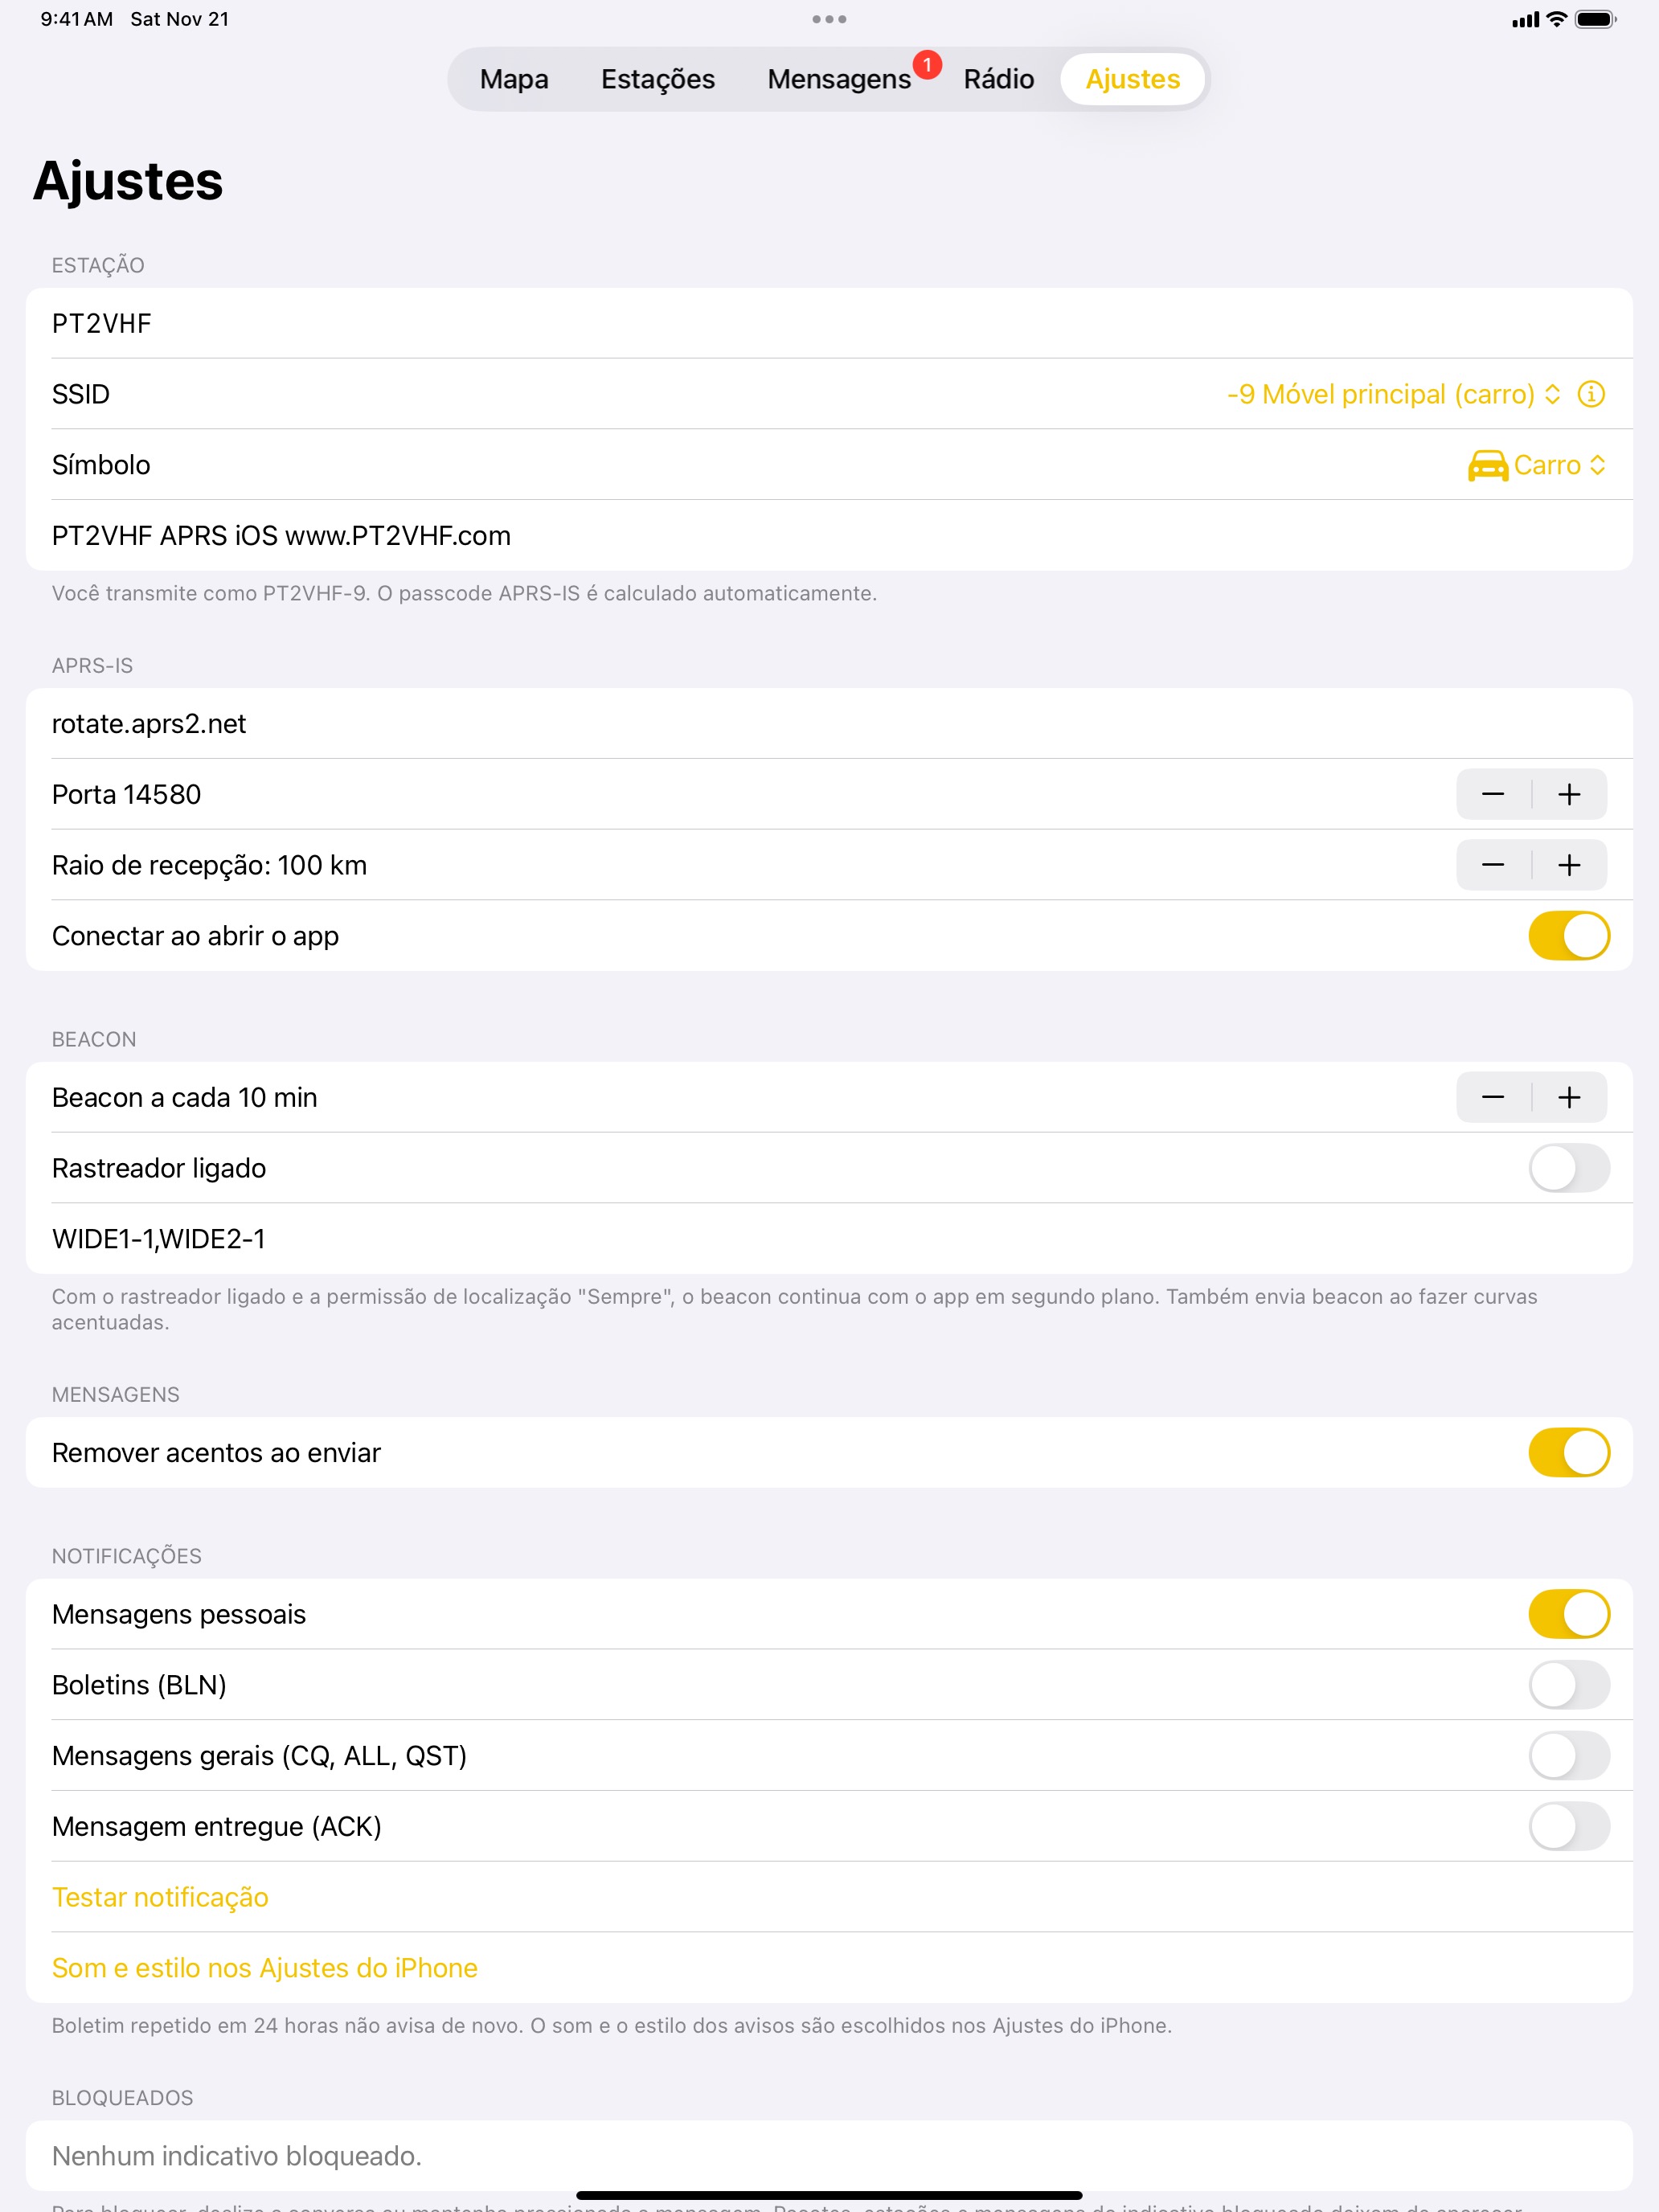 9:41 AM Sat Nov 21
Mapa Estações Mensagens 1 Rádio Ajustes
Ajustes
ESTAÇÃO
PT2VHF
SSID -9 Móvel principal (carro)
Símbolo Carro
PT2VHF APRS iOS www.PT2VHF.com
Você transmite como PT2VHF-9. O passcode APRS-IS é calculado automaticamente.
APRS-IS
rotate.aprs2.net
Porta 14580
Raio de recepção: 100 km
Conectar ao abrir o app
BEACON
Beacon a cada 10 min
Rastreador ligado
WIDE1-1,WIDE2-1
Com o rastreador ligado e a permissão de localização "Sempre", o beacon continua com o app em segundo plano. Também envia beacon ao fazer curvas
acentuadas.
MENSAGENS
Remover acentos ao enviar
NOTIFICAÇÕES
Mensagens pessoais
Boletins (BLN)
Mensagens gerais (CQ, ALL, QST)
Mensagem entregue (ACK)
Testar notificação
Som e estilo nos Ajustes do iPhone
Boletim repetido em 24 horas não avisa de novo. O som e o estilo dos avisos são escolhidos nos Ajustes do iPhone.
BLOQUEADOS
Nenhum indicativo bloqueado.